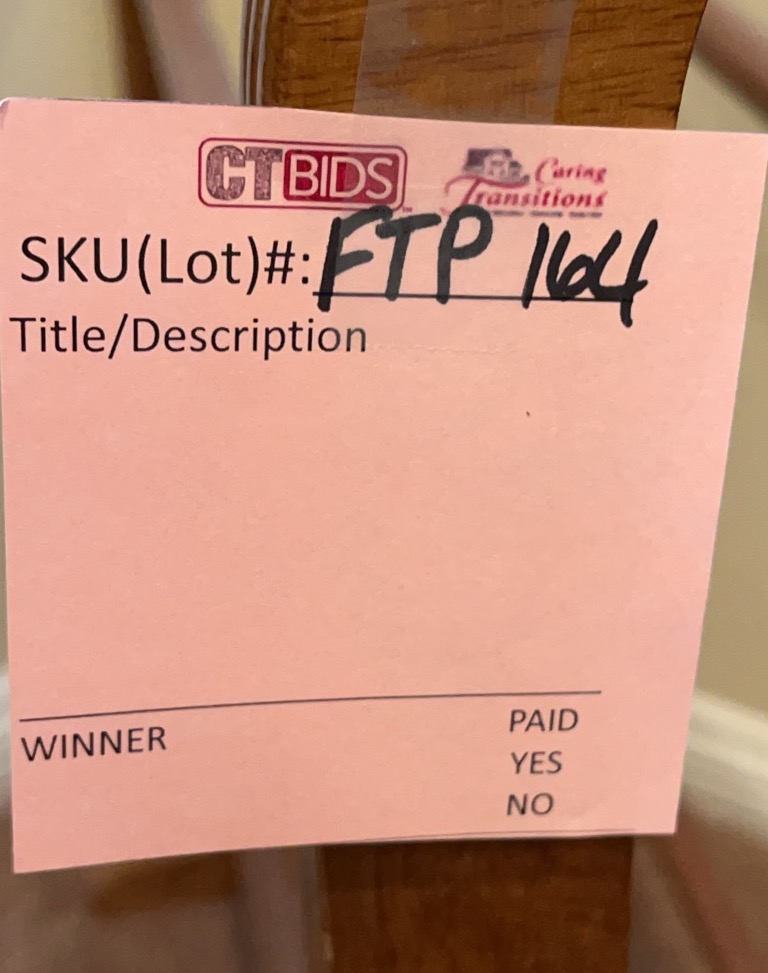 CTBIDS Caring Transitions
SKU(Lot)#: FTP 164
Title/Description
WINNER PAID
YES
NO